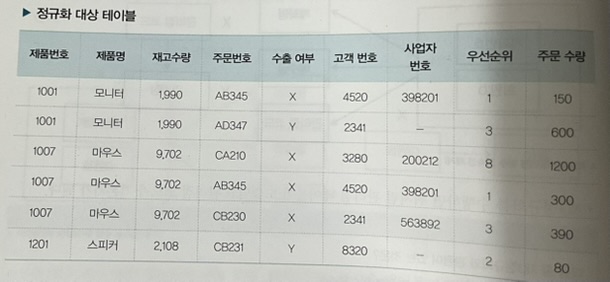 ▶ 정규화 대상 테이블
제품번호 제품명 재고수량 주문번호 수출 여부 고객 번호 사업자 번호 우선순위 주문 수량
1001 모니터 1,990 AB345 X 4520 398201 1 150
1001 모니터 1,990 AD347 Y 2341 – 3 600
1007 마우스 9,702 CA210 X 3280 200212 8 1200
1007 마우스 9,702 AB345 X 4520 398201 1 300
1007 마우스 9,702 CB230 X 2341 563892 3 390
1201 스피커 2,108 CB231 Y 8320 – 2 80